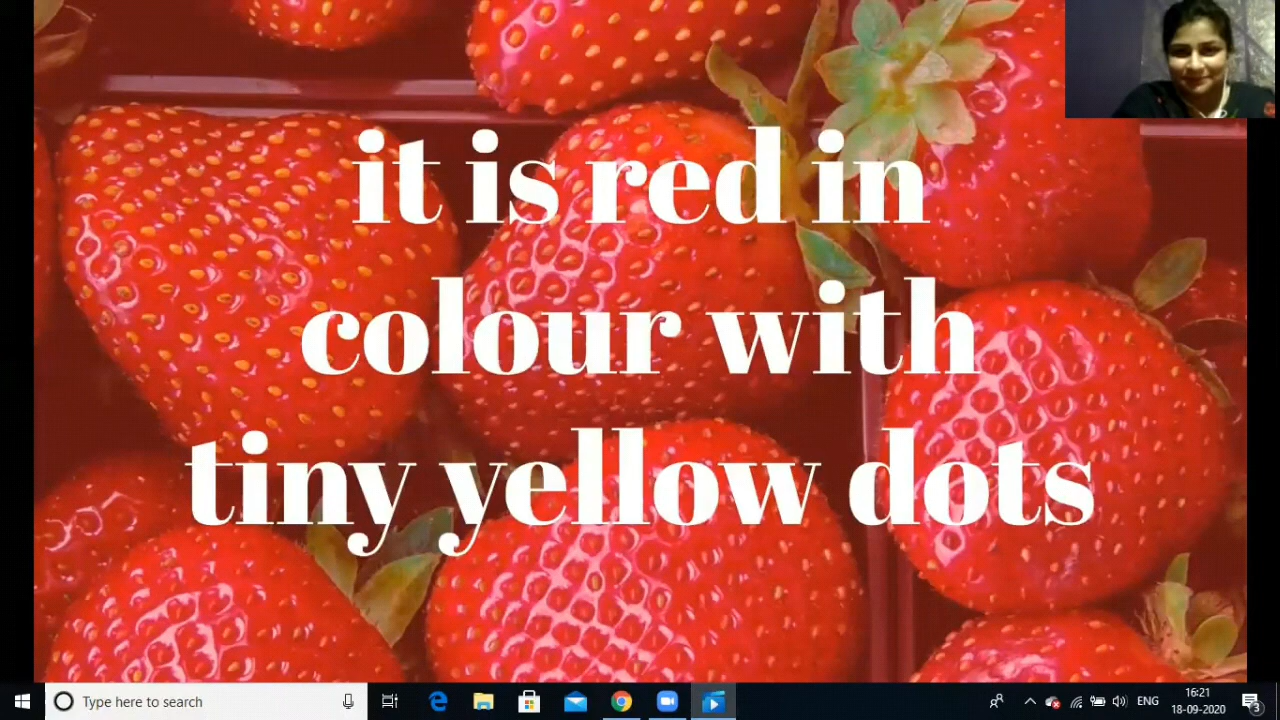 it is red in
colour with
tiny yellow dots
Type here to search
ENG
16:21
18-09-2020
3